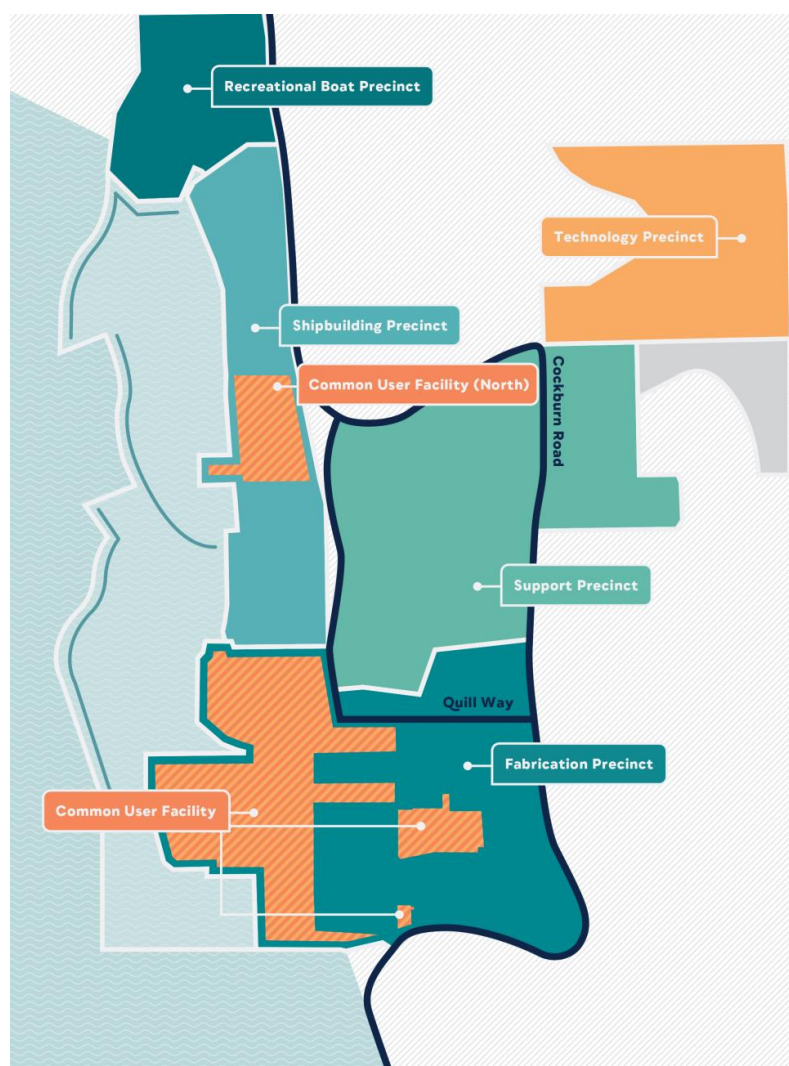 Recreational Boat Precinct
Technology Precinct
Shipbuilding Precinct
Common User Facility (North)
Cockburn Road
Support Precinct
Quill Way
Fabrication Precinct
Common User Facility